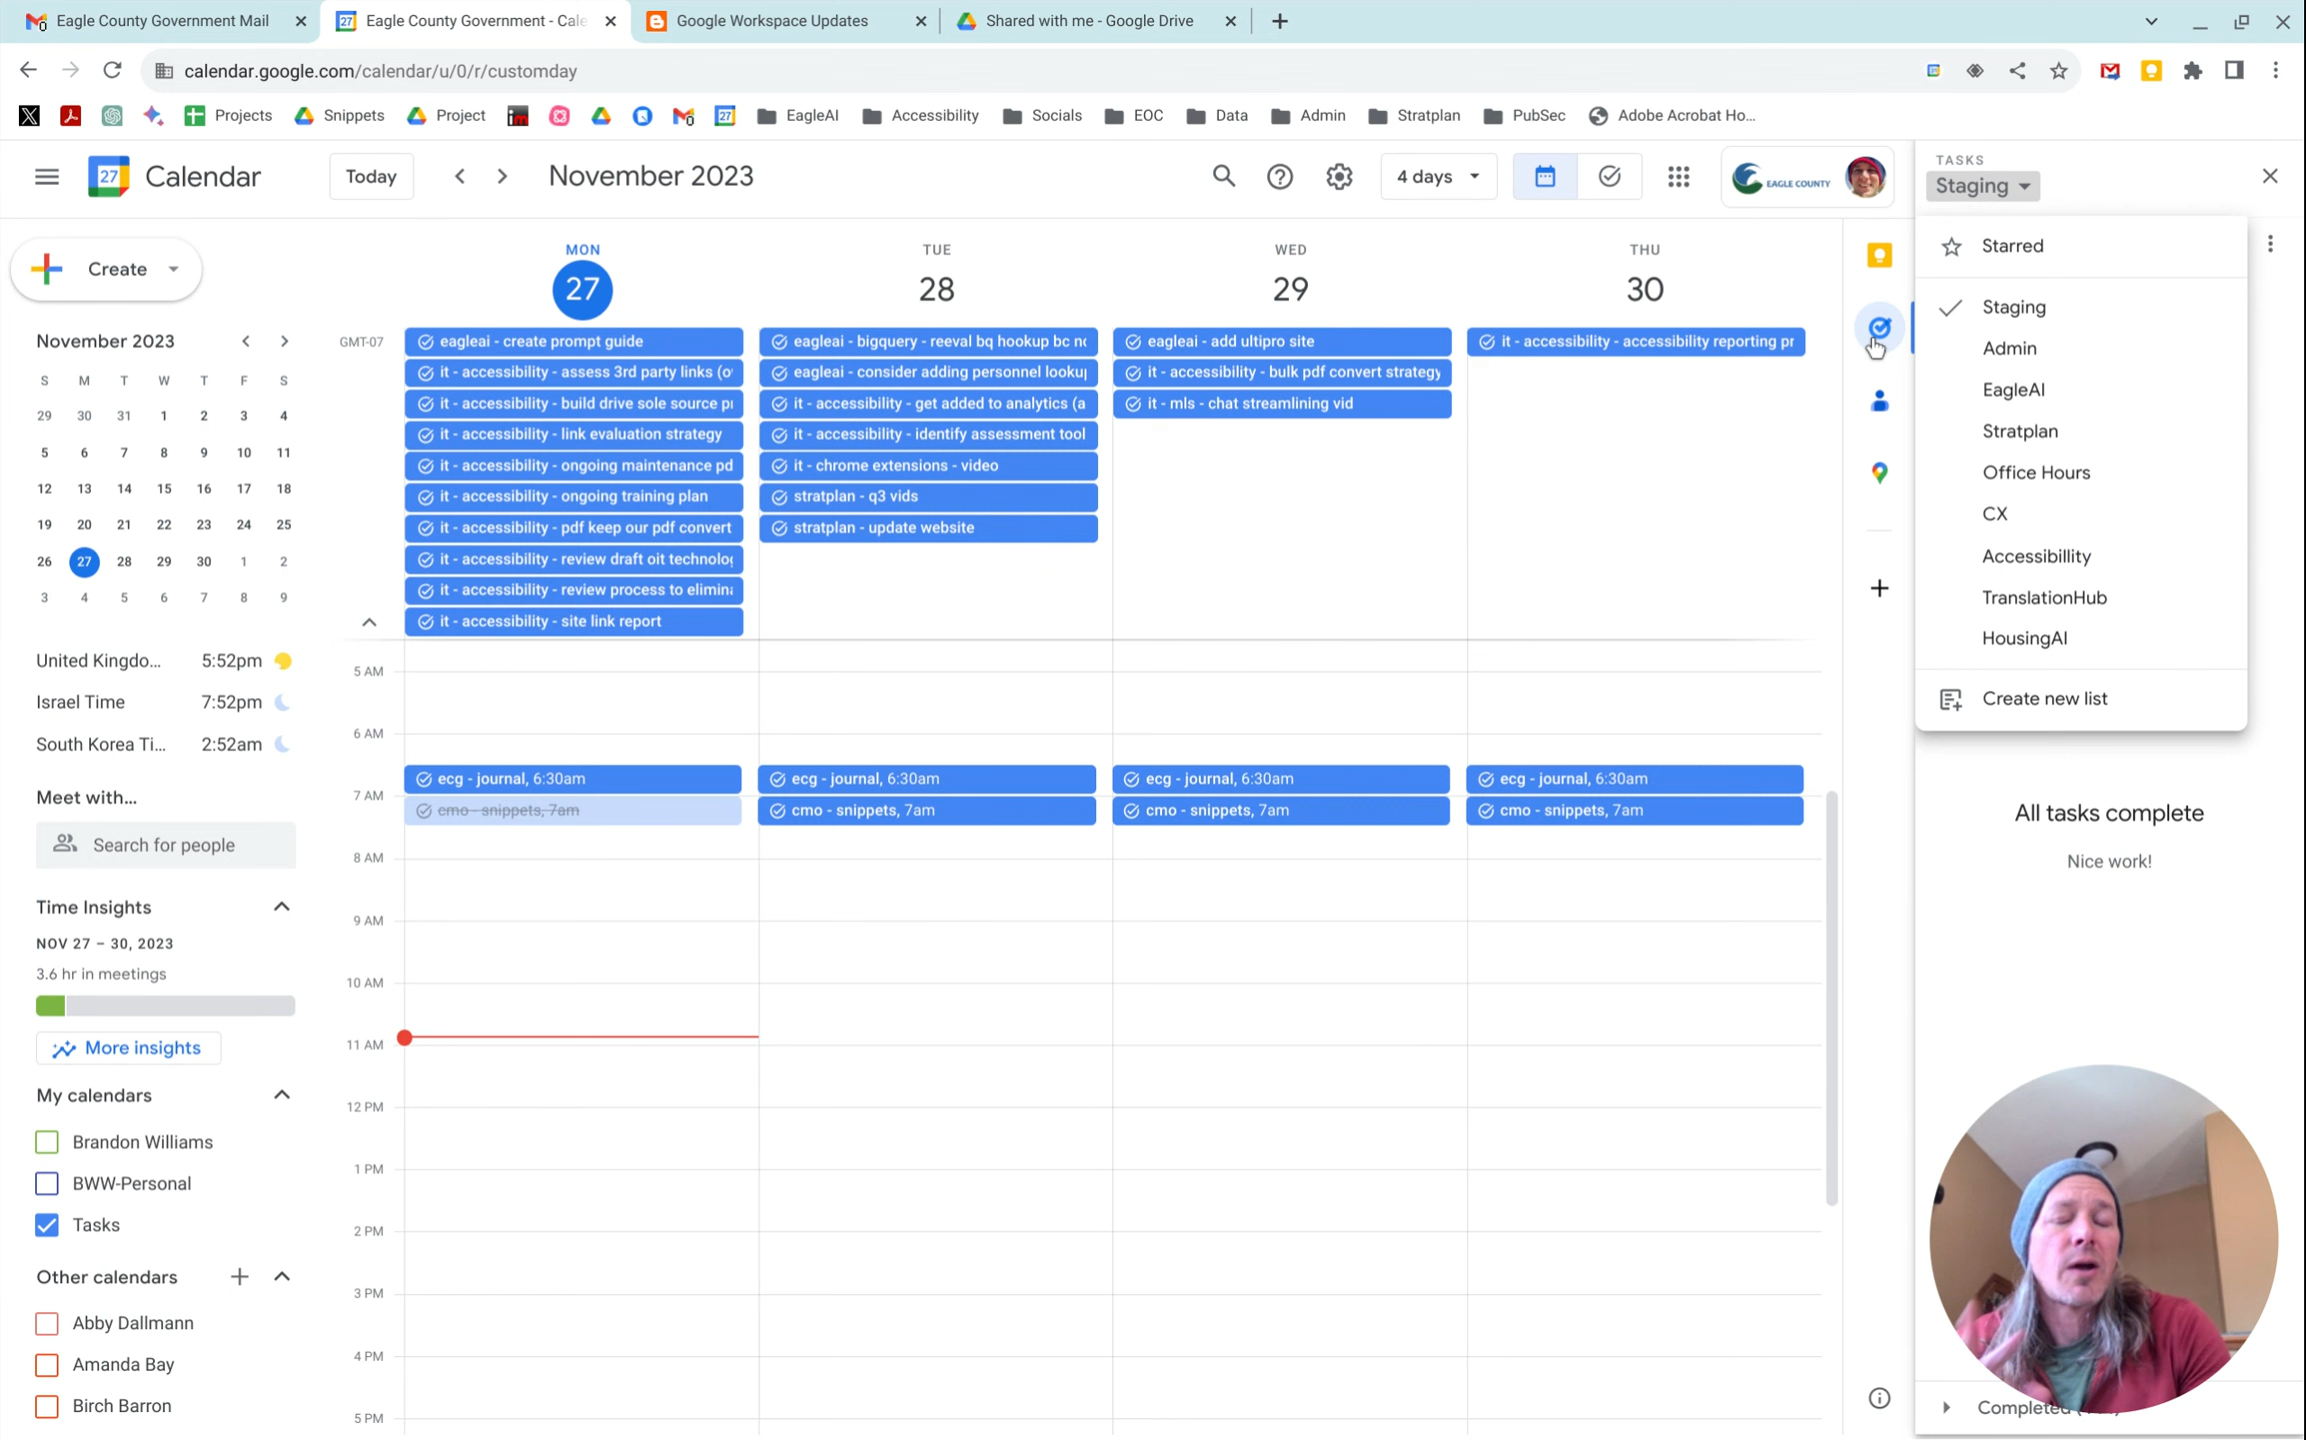 Eagle County Government Mail
Eagle County Government - Cale
Google Workspace Updates
Shared with me - Google Drive
calendar.google.com/calendar/u/0/r/customday
Projects
Snippets
Project
EagleAI
Accessibility
Socials
EOC
Data
Admin
Stratplan
PubSec
Adobe Acrobat Ho...
27
Calendar
Today
November 2023
4 days
EAGLE COUNTY
TASKS
Staging
Create
November 2023
S M T W T F S
29 30 31 1 2 3 4
5 6 7 8 9 10 11
12 13 14 15 16 17 18
19 20 21 22 23 24 25
26 27 28 29 30 1 2
3 4 5 6 7 8 9
United Kingdo... 5:52pm
Israel Time 7:52pm
South Korea Ti... 2:52am
Meet with...
Search for people
Time Insights
NOV 27 – 30, 2023
3.6 hr in meetings
More insights
My calendars
Brandon Williams
BWW-Personal
Tasks
Other calendars
Abby Dallmann
Amanda Bay
Birch Barron
GMT-07
MON
27
eagleai - create prompt guide
it - accessibility - assess 3rd party links (o
it - accessibility - build drive sole source p
it - accessibility - link evaluation strategy
it - accessibility - ongoing maintenance pd
it - accessibility - ongoing training plan
it - accessibility - pdf keep our pdf convert
it - accessibility - review draft oit technolog
it - accessibility - review process to elimina
it - accessibility - site link report
TUE
28
eagleai - bigquery - reeval bq hookup bc n
eagleai - consider adding personnel looku
it - accessibility - get added to analytics (a
it - accessibility - identify assessment tool
it - chrome extensions - video
stratplan - q3 vids
stratplan - update website
WED
29
eagleai - add ultipro site
it - accessibility - bulk pdf convert strategy
it - mls - chat streamlining vid
THU
30
it - accessibility - accessibility reporting pr
5 AM
6 AM
7 AM
8 AM
9 AM
10 AM
11 AM
12 PM
1 PM
2 PM
3 PM
4 PM
5 PM
ecg - journal, 6:30am
cmo - snippets, 7am
ecg - journal, 6:30am
cmo - snippets, 7am
ecg - journal, 6:30am
cmo - snippets, 7am
ecg - journal, 6:30am
cmo - snippets, 7am
Starred
Staging
Admin
EagleAI
Stratplan
Office Hours
CX
Accessibillity
TranslationHub
HousingAI
Create new list
All tasks complete
Nice work!
Completed